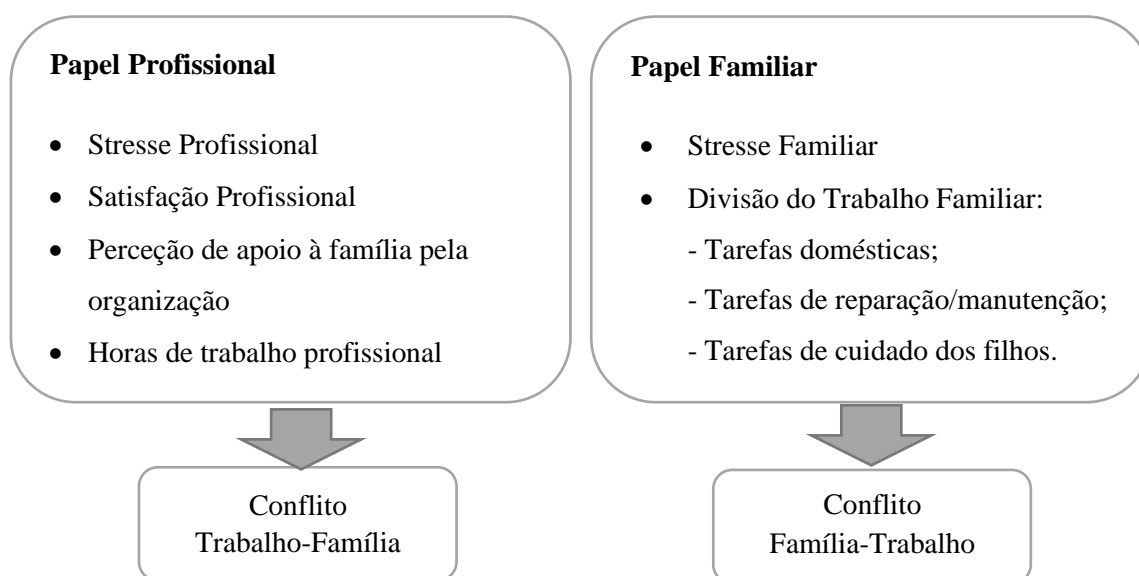 Papel Profissional
• Stresse Profissional
• Satisfação Profissional
• Perceção de apoio à família pela
organização
• Horas de trabalho profissional
Conflito
Trabalho-Família
Papel Familiar
• Stresse Familiar
• Divisão do Trabalho Familiar:
- Tarefas domésticas;
- Tarefas de reparação/manutenção;
- Tarefas de cuidado dos filhos.
Conflito
Família-Trabalho